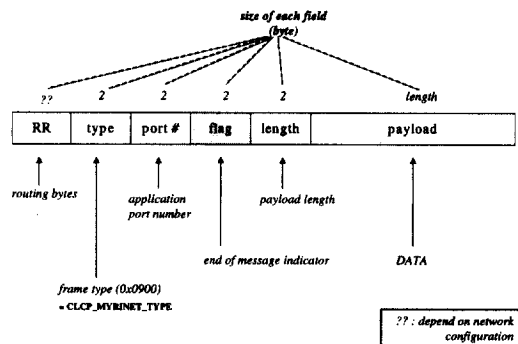 size of each field
(byte)
?? 2 2 2 2 length
RR type port # flag length payload
routing bytes
application
port number
payload length
end of message indicator
DATA
frame type (0x0900)
= CLCP_MYRINET_TYPE
?? : depend on network
configuration